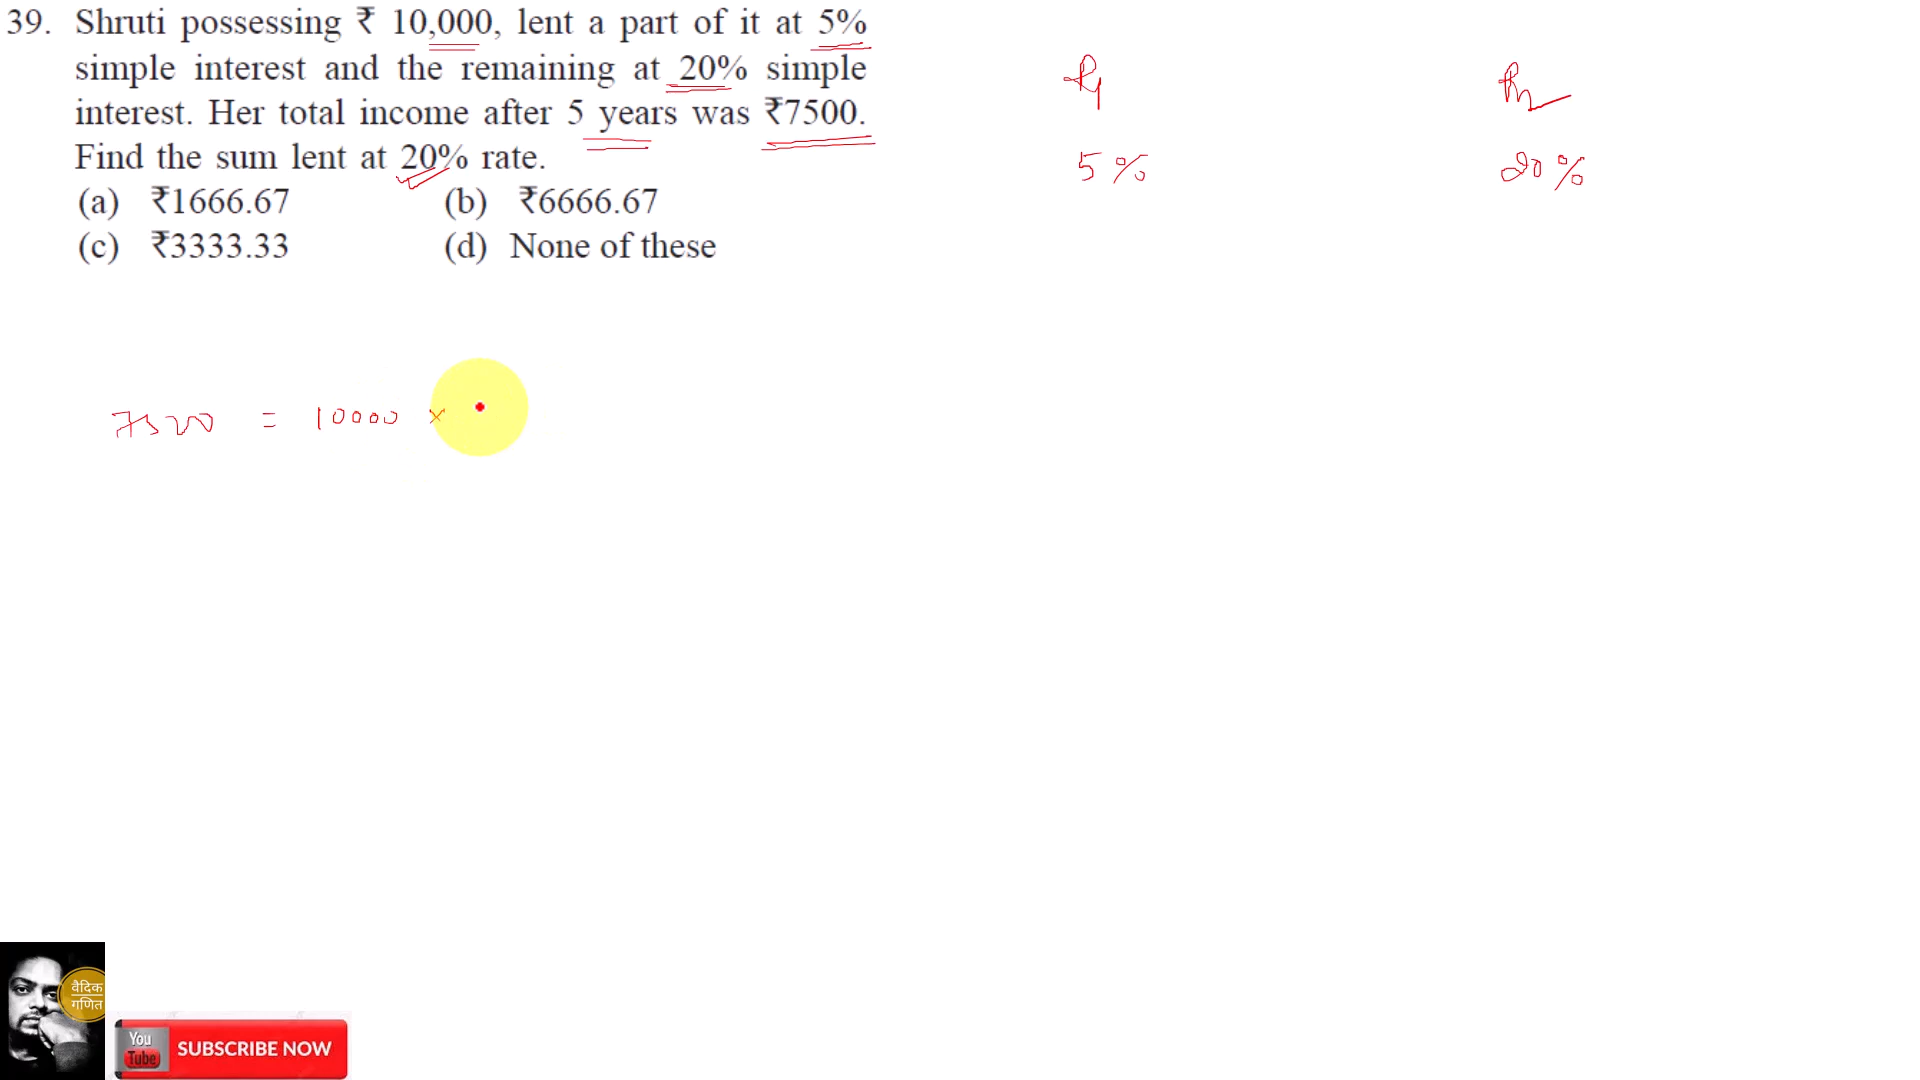 39. Shruti possessing ₹ 10,000, lent a part of it at 5%
simple interest and the remaining at 20% simple
interest. Her total income after 5 years was ₹7500.
Find the sum lent at 20% rate.
(a) ₹1666.67 (b) ₹6666.67
(c) ₹3333.33 (d) None of these
5% 20%
7500 = 10000 ×
वैदिक
गणित
You
Tube
SUBSCRIBE NOW